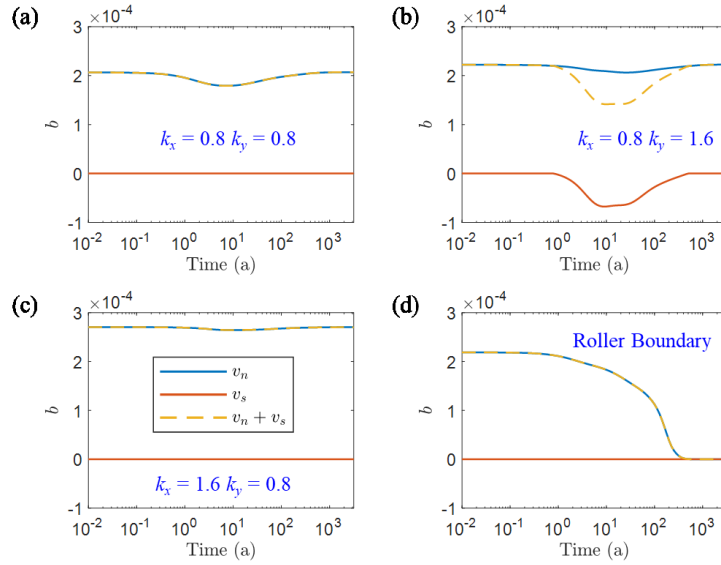 (a)
×10⁻⁴
3
2
1
0
-1
b
k_x = 0.8 k_y = 0.8
10⁻² 10⁻¹ 10⁰ 10¹ 10² 10³
Time (a)
(b)
×10⁻⁴
3
2
1
0
-1
b
k_x = 0.8 k_y = 1.6
10⁻² 10⁻¹ 10⁰ 10¹ 10² 10³
Time (a)
(c)
×10⁻⁴
3
2
1
0
-1
b
v_n
v_s
v_n + v_s
k_x = 1.6 k_y = 0.8
10⁻² 10⁻¹ 10⁰ 10¹ 10² 10³
Time (a)
(d)
×10⁻⁴
3
2
1
0
-1
b
Roller Boundary
10⁻² 10⁻¹ 10⁰ 10¹ 10² 10³
Time (a)